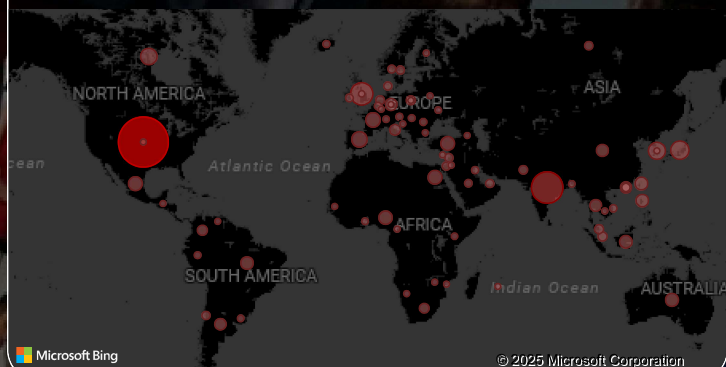 NORTH AMERICA
EUROPE
ASIA
cean
Atlantic Ocean
AFRICA
SOUTH AMERICA
Indian Ocean
AUSTRALIA
Microsoft Bing
© 2025 Microsoft Corporation